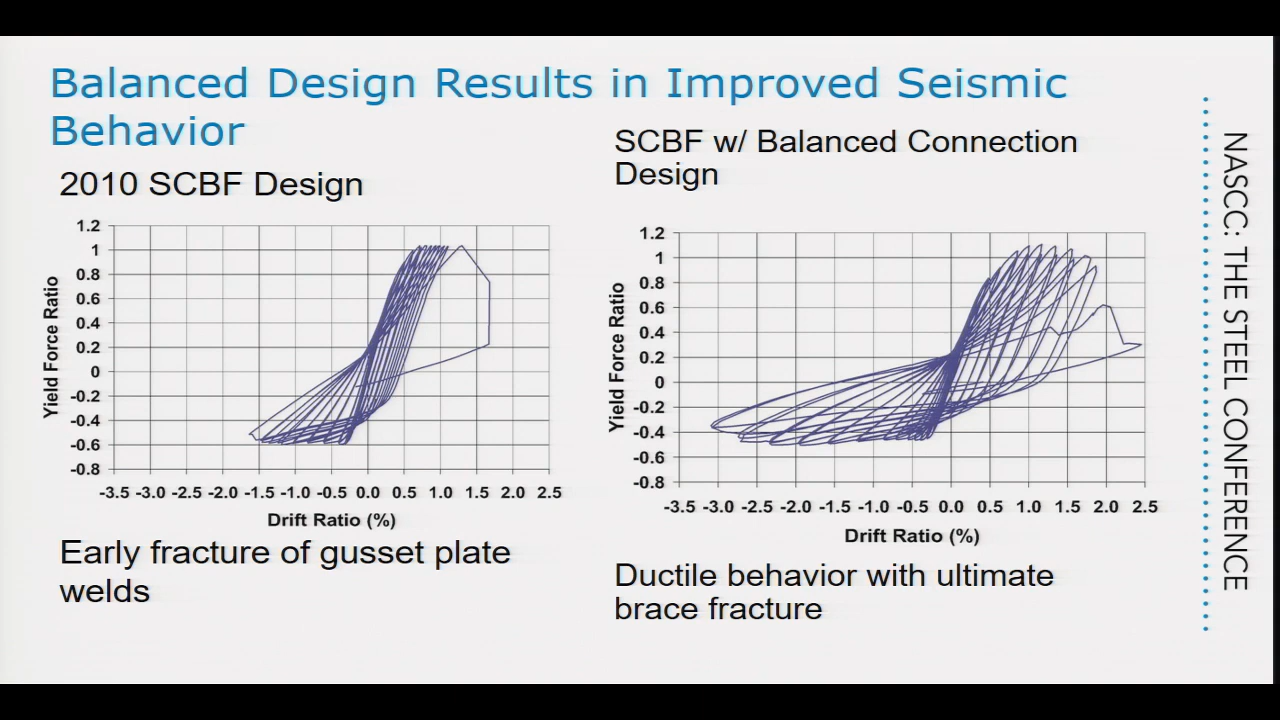 Balanced Design Results in Improved Seismic
Behavior
2010 SCBF Design
1.2
1
0.8
0.6
0.4
0.2
0
-0.2
-0.4
-0.6
-0.8
Yield Force Ratio
-3.5 -3.0 -2.5 -2.0 -1.5 -1.0 -0.5 0.0 0.5 1.0 1.5 2.0 2.5
Drift Ratio (%)
Early fracture of gusset plate
welds
SCBF w/ Balanced Connection
Design
1.2
1
0.8
0.6
0.4
0.2
0
-0.2
-0.4
-0.6
-0.8
Yield Force Ratio
-3.5 -3.0 -2.5 -2.0 -1.5 -1.0 -0.5 0.0 0.5 1.0 1.5 2.0 2.5
Drift Ratio (%)
Ductile behavior with ultimate
brace fracture
NASCC: THE STEEL CONFERENCE